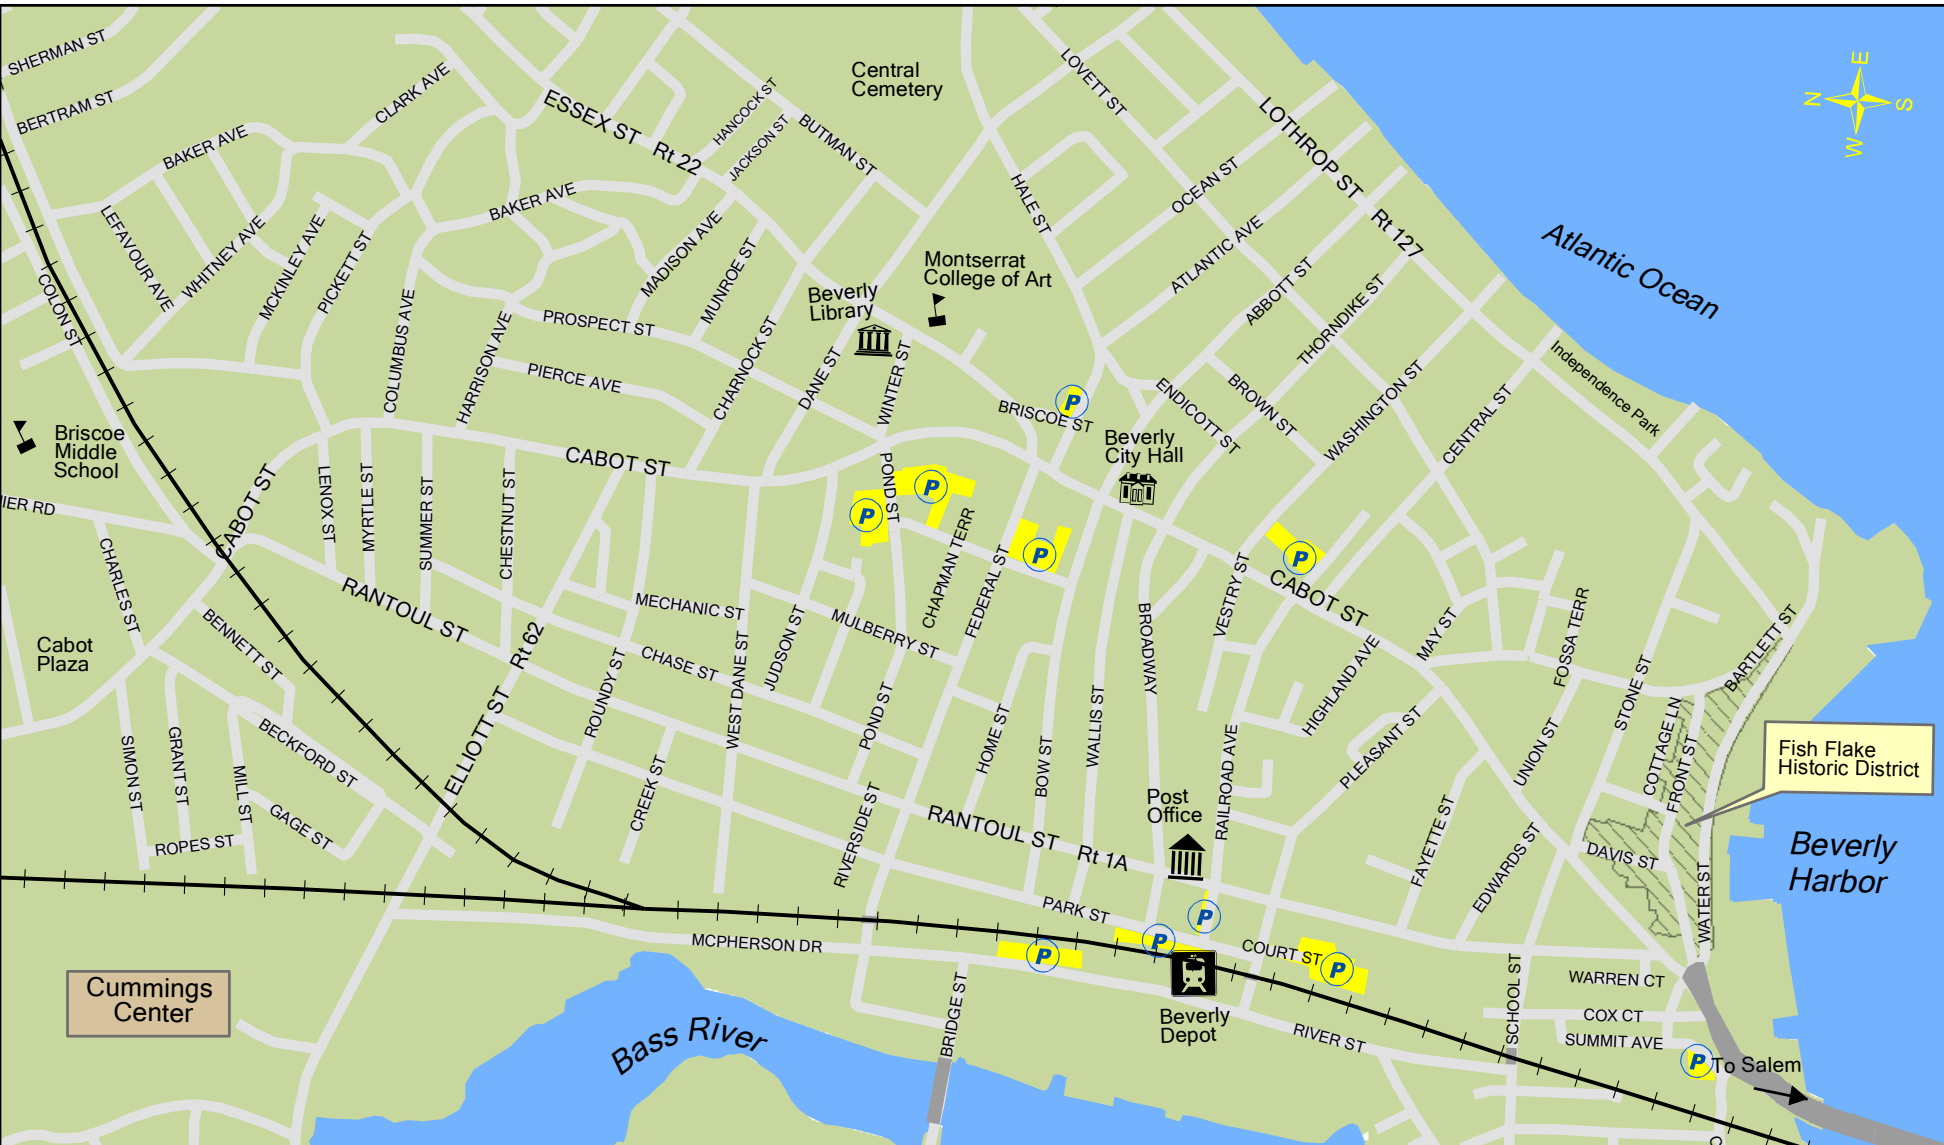 SHERMAN ST
BERTRAM ST
CLARK AVE
BAKER AVE
ESSEX ST Rt 22
HANCOCK ST
JACKSON ST
BUTMAN ST
Central
Cemetery
LOVETT ST
LOTHROP ST Rt 127
E
N
S
W
LEFAVOUR AVE
WHITNEY AVE
MCKINLEY AVE
PICKETT ST
BAKER AVE
MADISON AVE
MUNROE ST
HALE ST
OCEAN ST
ATLANTIC AVE
ABBOTT ST
THORNDIKE ST
Atlantic Ocean
COLON ST
COLUMBUS AVE
HARRISON AVE
PROSPECT ST
PIERCE AVE
CHARNOCK ST
DANE ST
Beverly
Library
WINTER ST
Montserrat
College of Art
P
BRISCOE ST
ENDICOTT ST
BROWN ST
WASHINGTON ST
CENTRAL ST
Independence Park
Briscoe
Middle
School
IER RD
CABOT ST
LENOX ST
MYRTLE ST
SUMMER ST
CHESTNUT ST
CABOT ST
POND ST
P
P
CHAPMAN TERR
FEDERAL ST
P
Beverly
City Hall
P
CABOT ST
VESTRY ST
CHARLES ST
Cabot
Plaza
BENNETT ST
RANTOUL ST
ELLIOTT ST Rt 62
MECHANIC ST
CHASE ST
ROUNDY ST
WEST DANE ST
JUDSON ST
MULBERRY ST
POND ST
HOME ST
BOW ST
WALLIS ST
BROADWAY
RAILROAD AVE
HIGHLAND AVE
MAY ST
PLEASANT ST
FOSSA TERR
UNION ST
STONE ST
BARTLETT ST
COTTAGE LN
FRONT ST
Fish Flake
Historic District
SIMON ST
GRANT ST
MILL ST
BECKFORD ST
GAGE ST
ROPES ST
CREEK ST
RIVERSIDE ST
RANTOUL ST Rt 1A
Post
Office
FAYETTE ST
EDWARDS ST
DAVIS ST
WATER ST
Beverly
Harbor
PARK ST
P
P
P
COURT ST
P
MCPHERSON DR
Cummings
Center
Bass River
BRIDGE ST
Beverly
Depot
RIVER ST
SCHOOL ST
WARREN CT
COX CT
SUMMIT AVE
P
To Salem